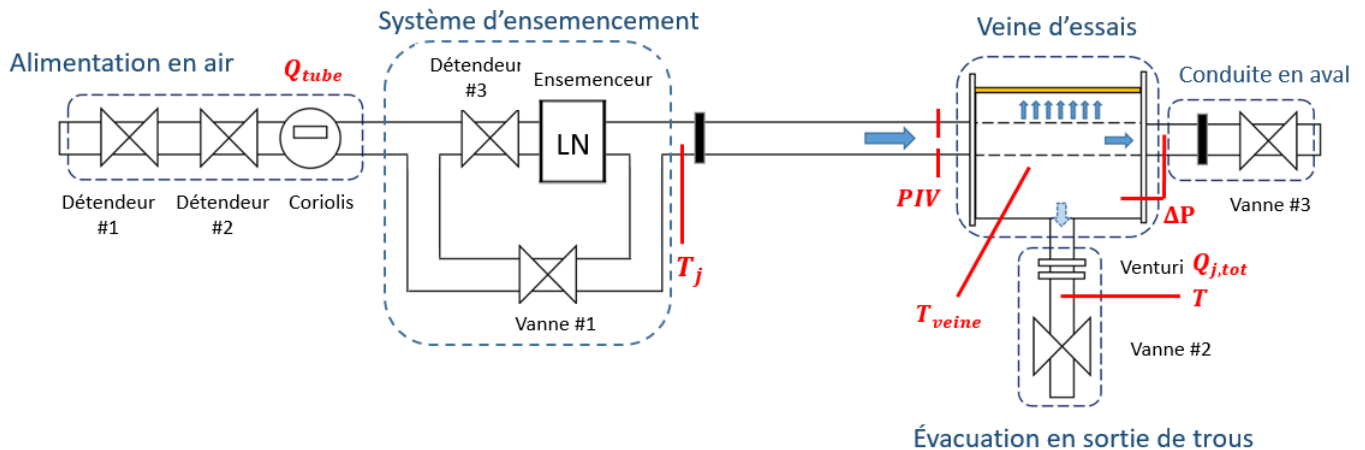 Système d'ensemencement
Veine d'essais
Alimentation en air
Q_tube
Détendeur
#3
Ensemenceur
Conduite en aval
LN
Détendeur
#1
Détendeur
#2
Coriolis
PIV
ΔP
Vanne #3
T_j
Venturi Q_j,tot
T
T_veine
Vanne #1
Vanne #2
Évacuation en sortie de trous